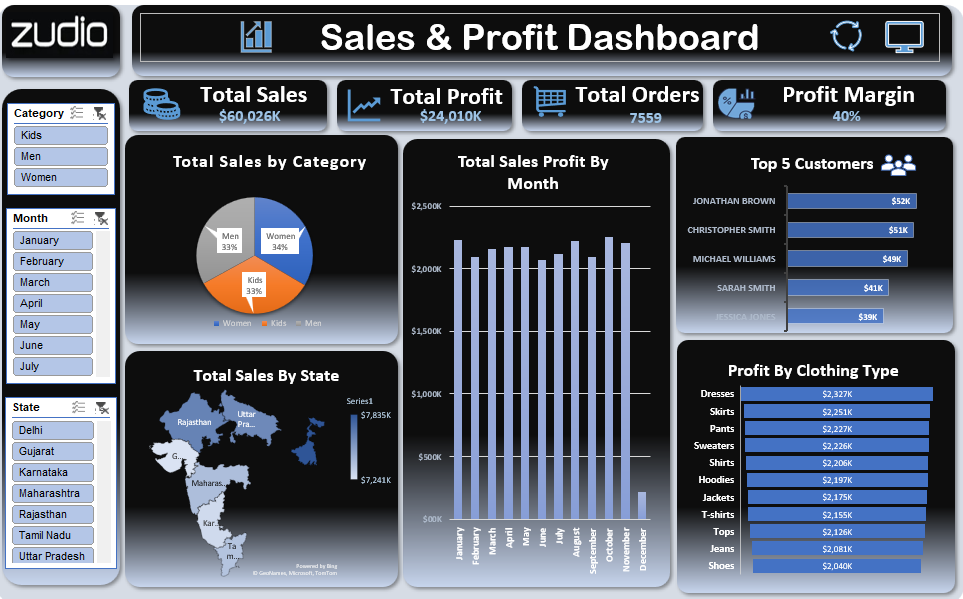 zudio
Sales & Profit Dashboard
Total Sales
$60,026K
Total Profit
$24,010K
Total Orders
7559
Profit Margin
40%
Category
Kids
Men
Women
Month
January
February
March
April
May
June
July
State
Delhi
Gujarat
Karnataka
Maharashtra
Rajasthan
Tamil Nadu
Uttar Pradesh
Total Sales by Category
Men
33%
Women
34%
Kids
33%
Women Kids Men
Total Sales By State
Series1
$7,835K
$7,241K
Rajasthan
Uttar
Pra...
G...
Maharas...
Kar...
Ta
m...
Powered by Bing
© GeoNames, Microsoft, TomTom
Total Sales Profit By
Month
$2,500K
$2,000K
$1,500K
$1,000K
$500K
$00K
January
February
March
April
May
June
July
August
September
October
November
December
Top 5 Customers
JONATHAN BROWN $52K
CHRISTOPHER SMITH $51K
MICHAEL WILLIAMS $49K
SARAH SMITH $41K
JESSICA JONES $39K
Profit By Clothing Type
Dresses $2,327K
Skirts $2,251K
Pants $2,227K
Sweaters $2,226K
Shirts $2,206K
Hoodies $2,197K
Jackets $2,175K
T-shirts $2,155K
Tops $2,126K
Jeans $2,081K
Shoes $2,040K